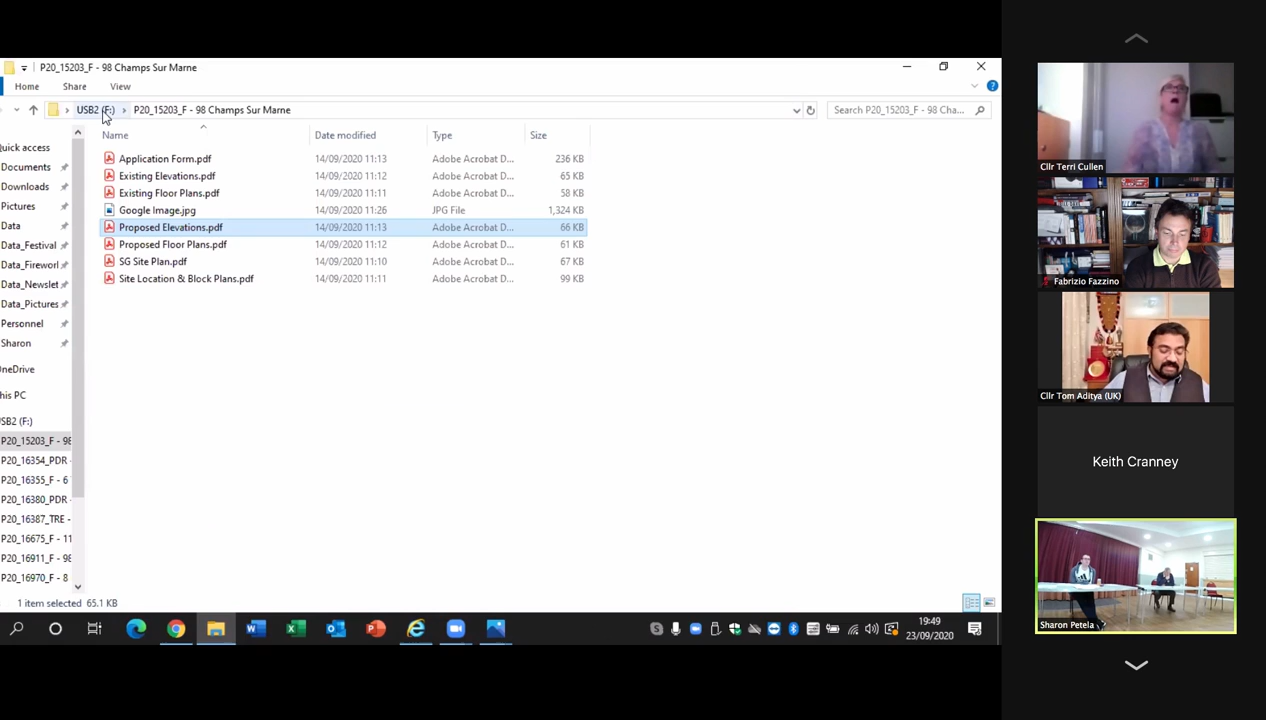 P20_15203_F - 98 Champs Sur Marne
Home Share View
USB2 (F:) P20_15203_F - 98 Champs Sur Marne Search P20_15203_F - 98 Cha...
Name Date modified Type Size
Application Form.pdf 14/09/2020 11:13 Adobe Acrobat D... 236 KB
Existing Elevations.pdf 14/09/2020 11:12 Adobe Acrobat D... 65 KB
Existing Floor Plans.pdf 14/09/2020 11:11 Adobe Acrobat D... 58 KB
Google Image.jpg 14/09/2020 11:26 JPG File 1,324 KB
Proposed Elevations.pdf 14/09/2020 11:13 Adobe Acrobat D... 66 KB
Proposed Floor Plans.pdf 14/09/2020 11:12 Adobe Acrobat D... 61 KB
SG Site Plan.pdf 14/09/2020 11:10 Adobe Acrobat D... 67 KB
Site Location & Block Plans.pdf 14/09/2020 11:11 Adobe Acrobat D... 99 KB
uick access
Documents
Downloads
Pictures
Data
Data_Festival
Data_Firewor
Data_Newslet
Data_Pictures
Personnel
Sharon
neDrive
his PC
SB2 (F:)
P20_15203_F - 98
P20_16354_PDR -
P20_16355_F - 6
P20_16380_PDR -
P20_16387_TRE -
P20_16675_F - 11
P20_16911_F - 98
P20_16970_F - 8
1 item selected 65.1 KB
19:49
23/09/2020
Cllr Terri Cullen
Fabrizio Fazzino
Cllr Tom Aditya (UK)
Keith Cranney
Sharon Petela